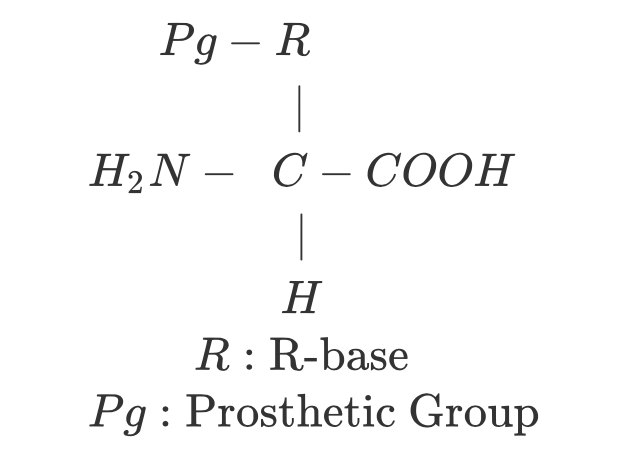 Pg – R
|
H₂N – C – COOH
|
H
R : R-base
Pg : Prosthetic Group